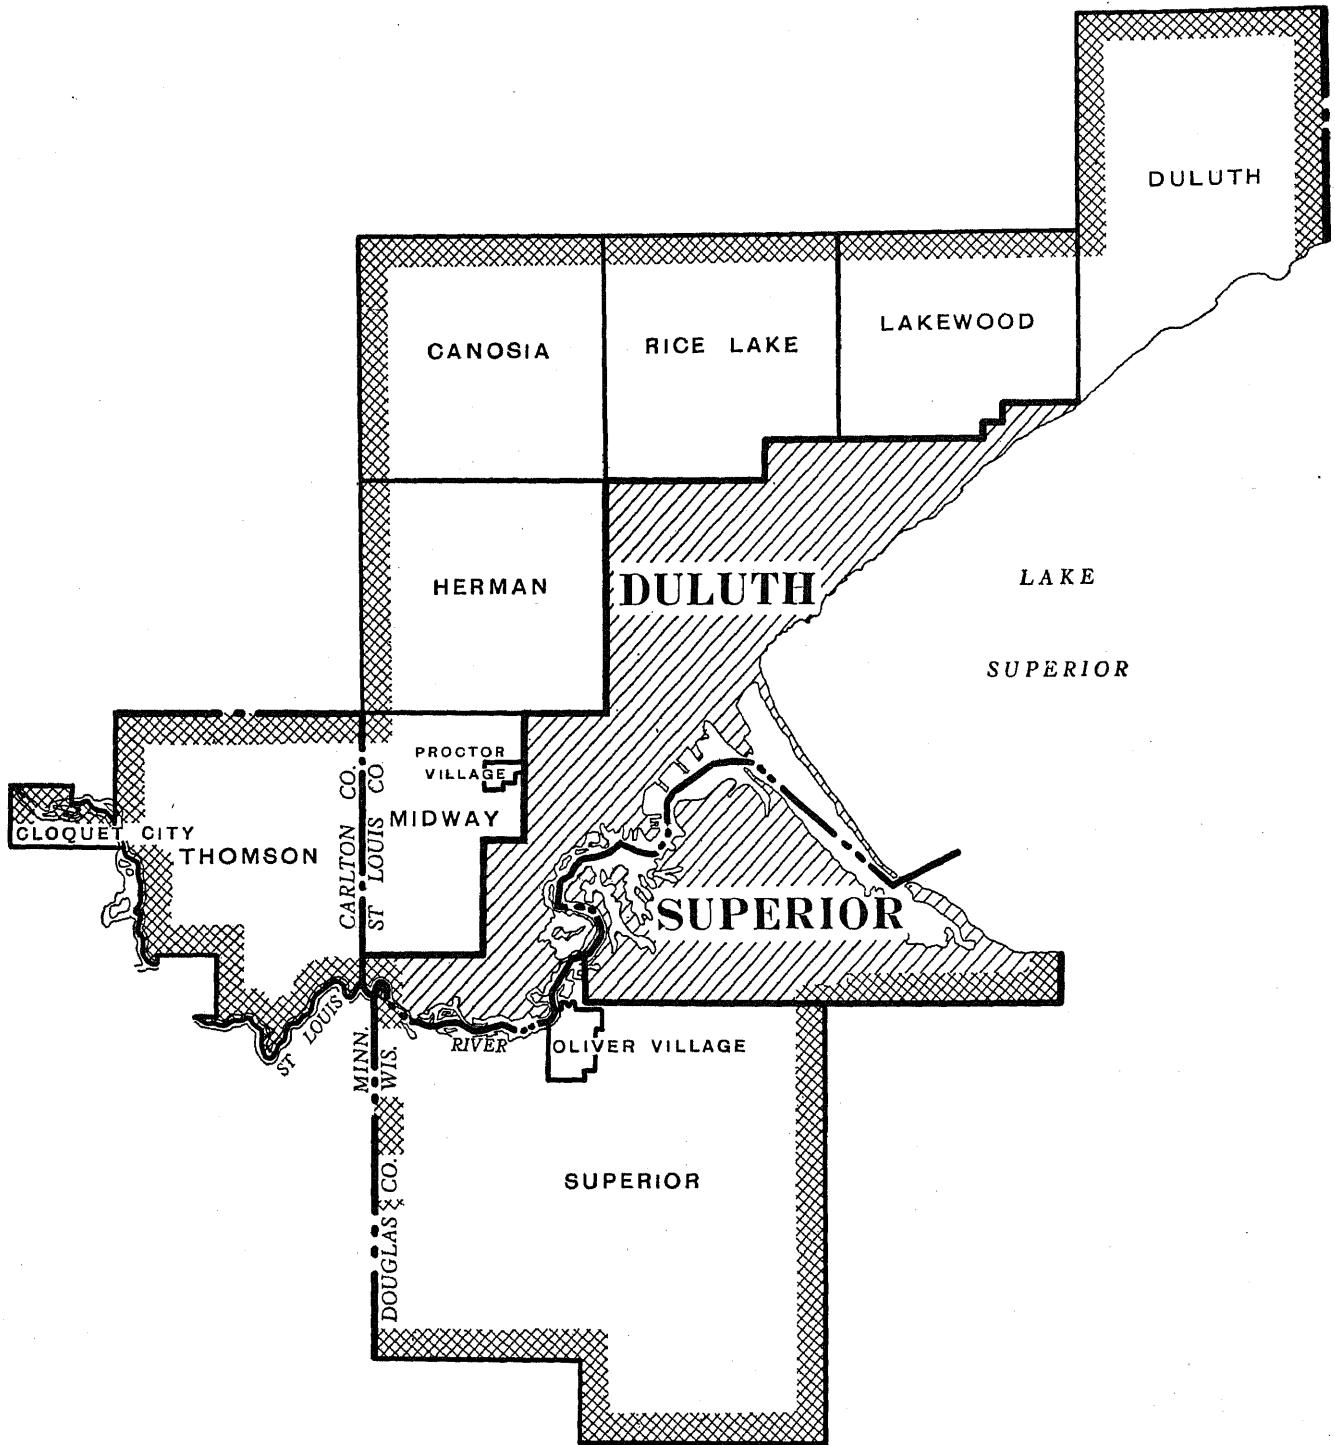 DULUTH
LAKEWOOD
RICE LAKE
CANOSIA
LAKE
SUPERIOR
HERMAN
DULUTH
PROCTOR
VILLAGE
MIDWAY
CARLTON CO.
ST LOUIS CO
CLOQUET CITY
THOMSON
SUPERIOR
ST LOUIS
RIVER
OLIVER VILLAGE
MINN.
WIS.
SUPERIOR
DOUGLAS CO.